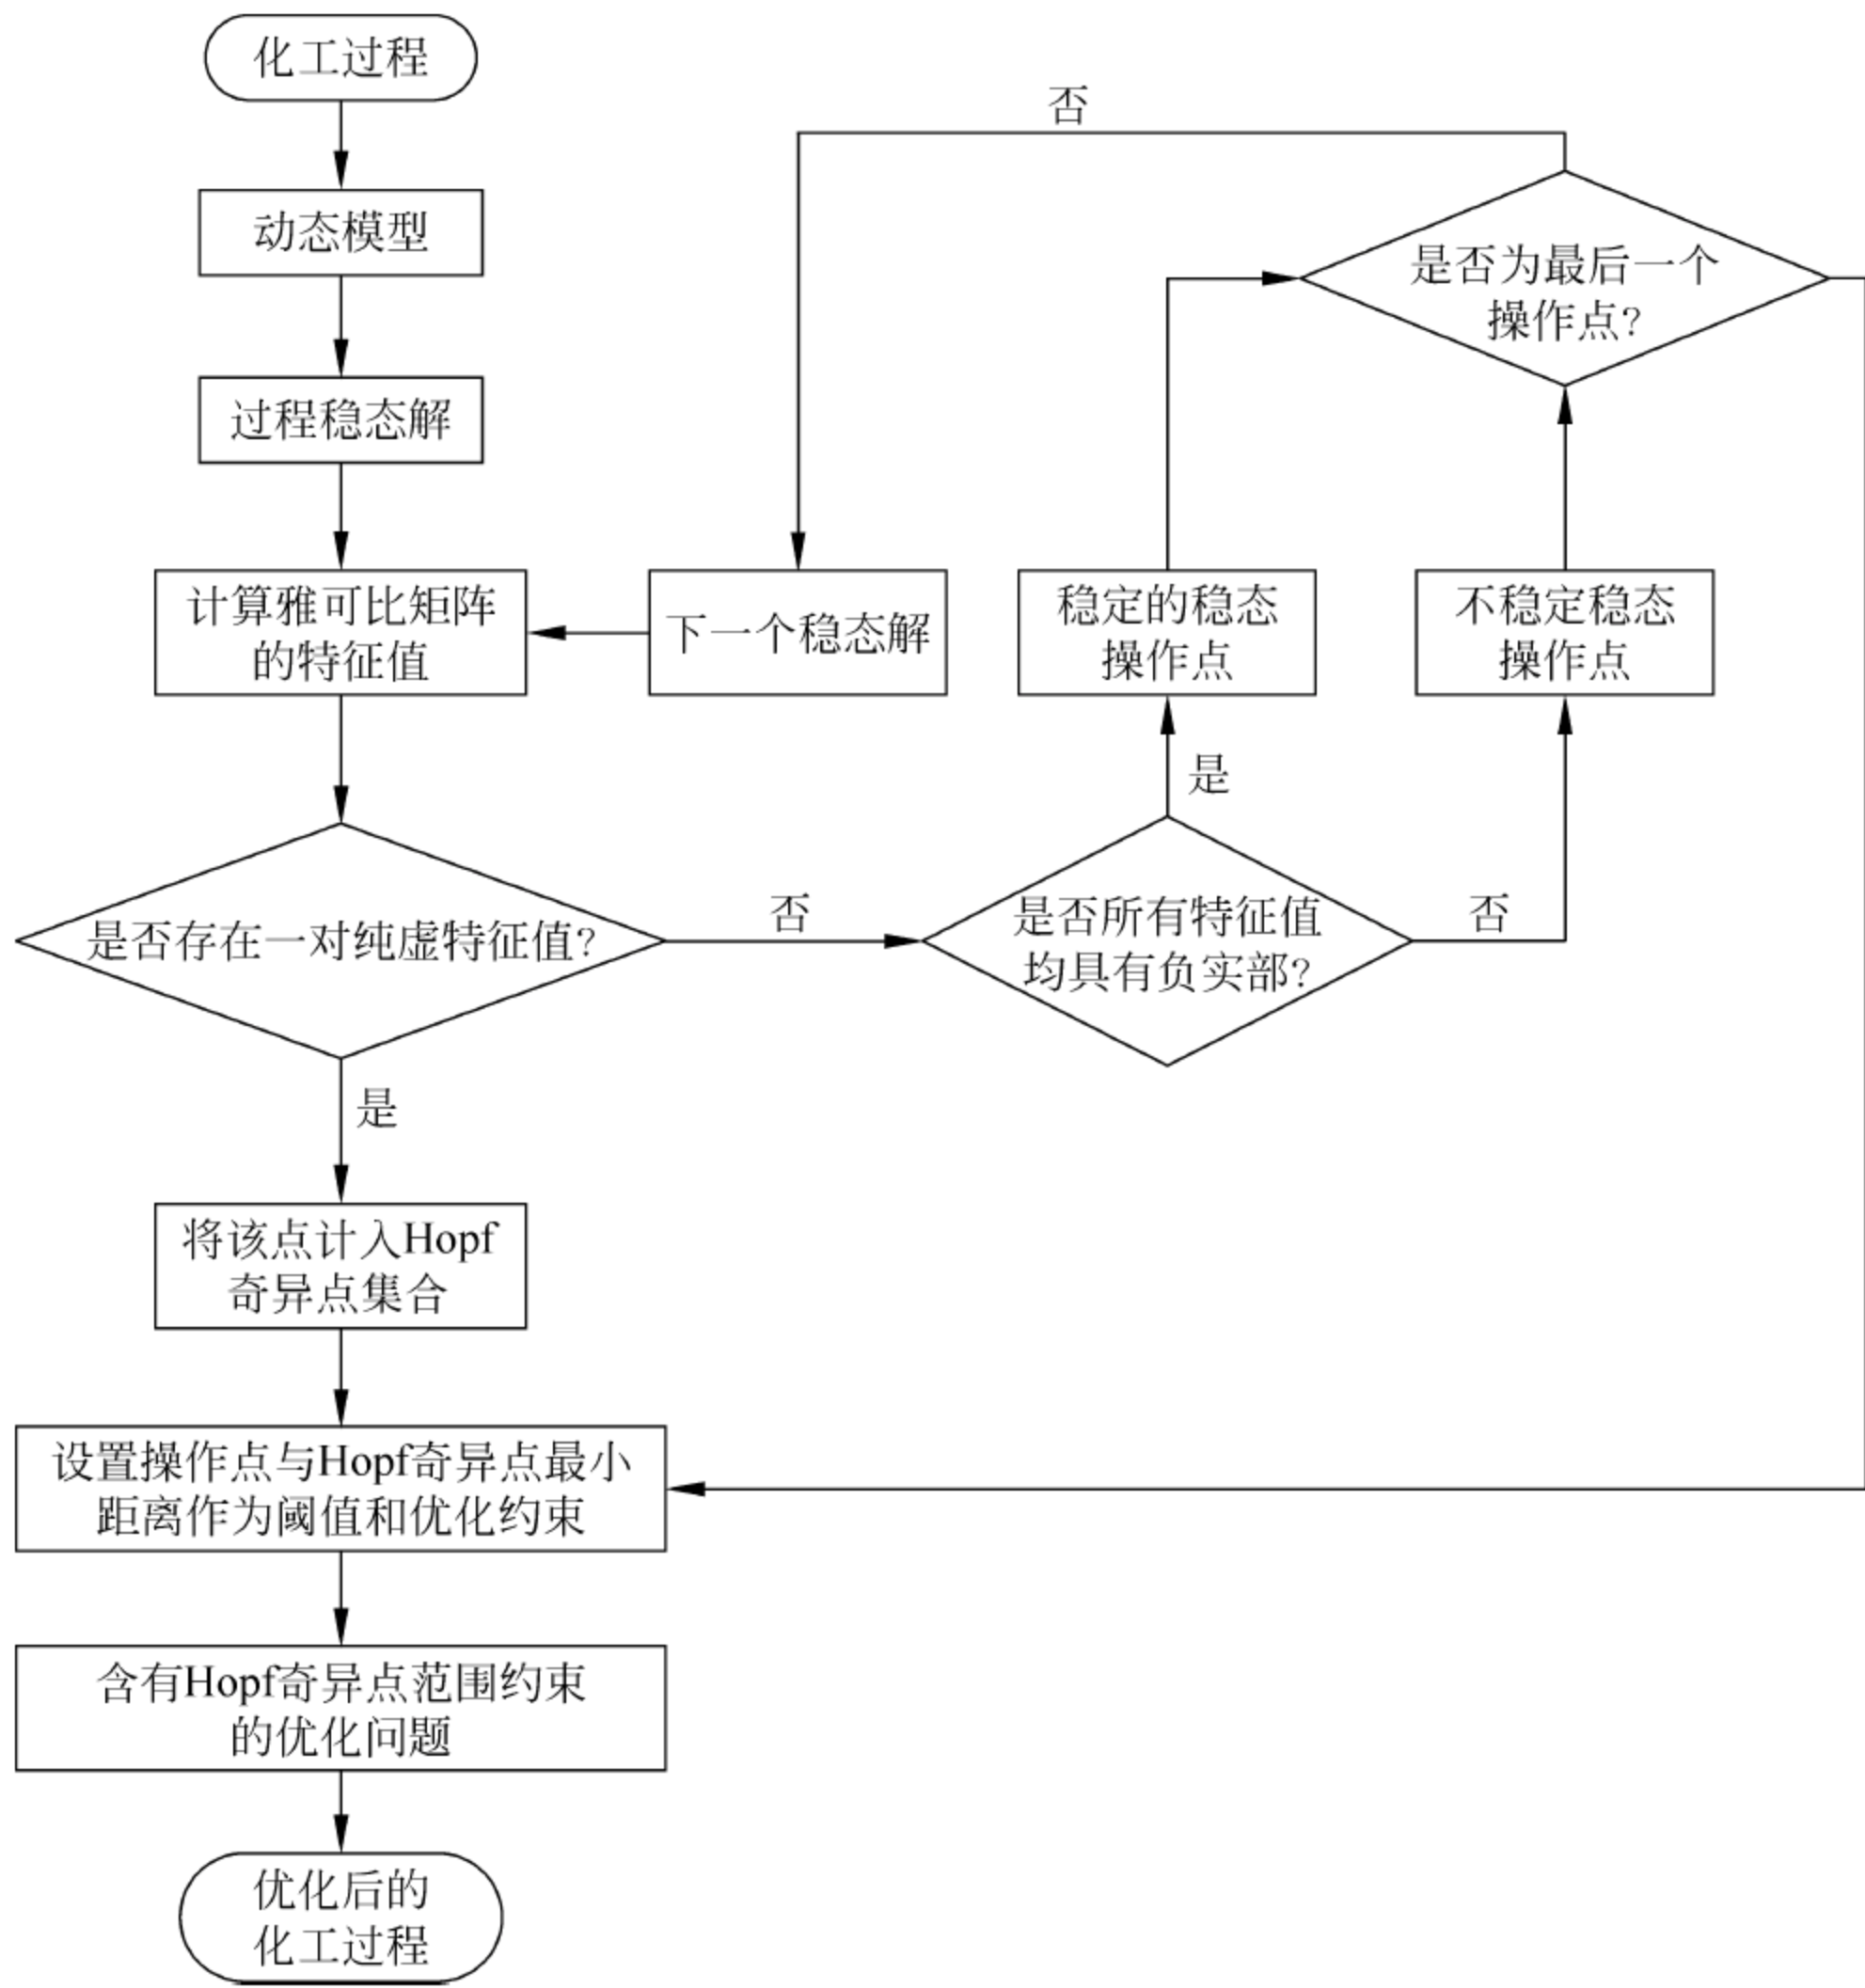 化工过程
动态模型
过程稳态解
计算雅可比矩阵
的特征值
下一个稳态解
稳定的稳态
操作点
不稳定稳态
操作点
否
是否为最后一个
操作点?
是
是否存在一对纯虚特征值?
否
是否所有特征值
均具有负实部?
否
是
将该点计入Hopf
奇异点集合
设置操作点与Hopf奇异点最小
距离作为阈值和优化约束
含有Hopf奇异点范围约束
的优化问题
优化后的
化工过程